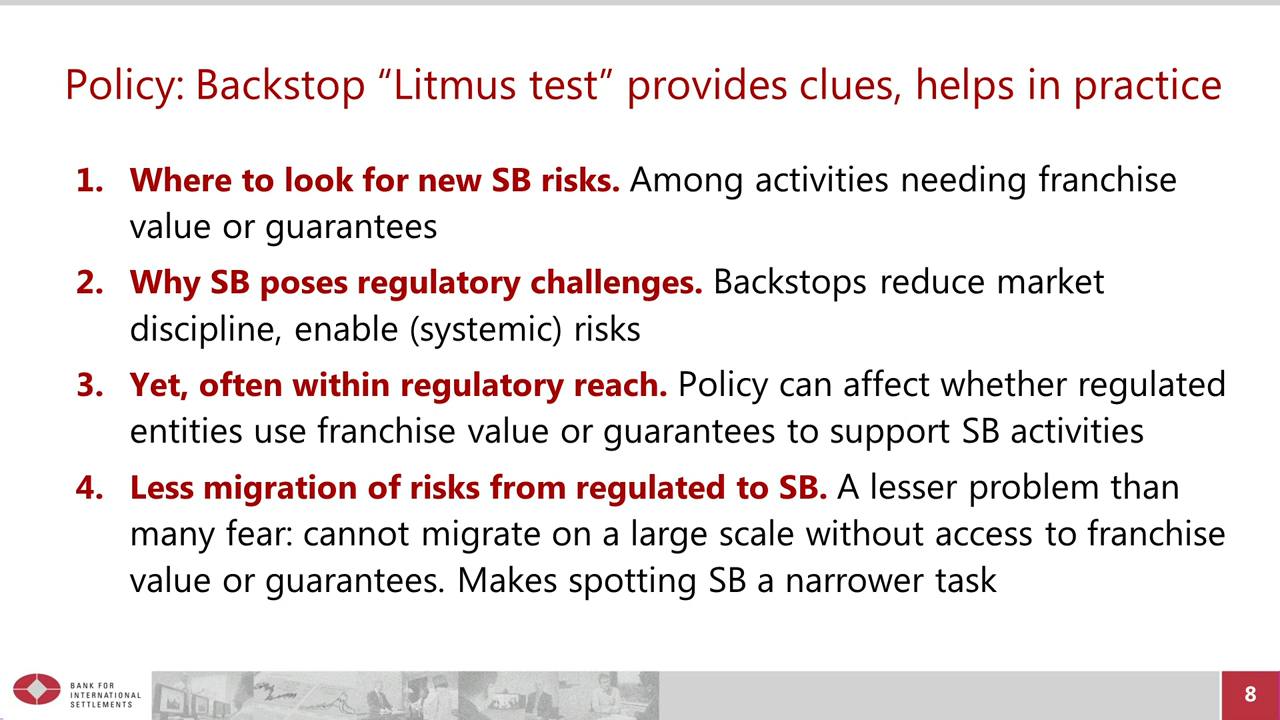 Policy: Backstop “Litmus test” provides clues, helps in practice
1. Where to look for new SB risks. Among activities needing franchise
value or guarantees
2. Why SB poses regulatory challenges. Backstops reduce market
discipline, enable (systemic) risks
3. Yet, often within regulatory reach. Policy can affect whether regulated
entities use franchise value or guarantees to support SB activities
4. Less migration of risks from regulated to SB. A lesser problem than
many fear: cannot migrate on a large scale without access to franchise
value or guarantees. Makes spotting SB a narrower task
BANK FOR
INTERNATIONAL
SETTLEMENTS
8